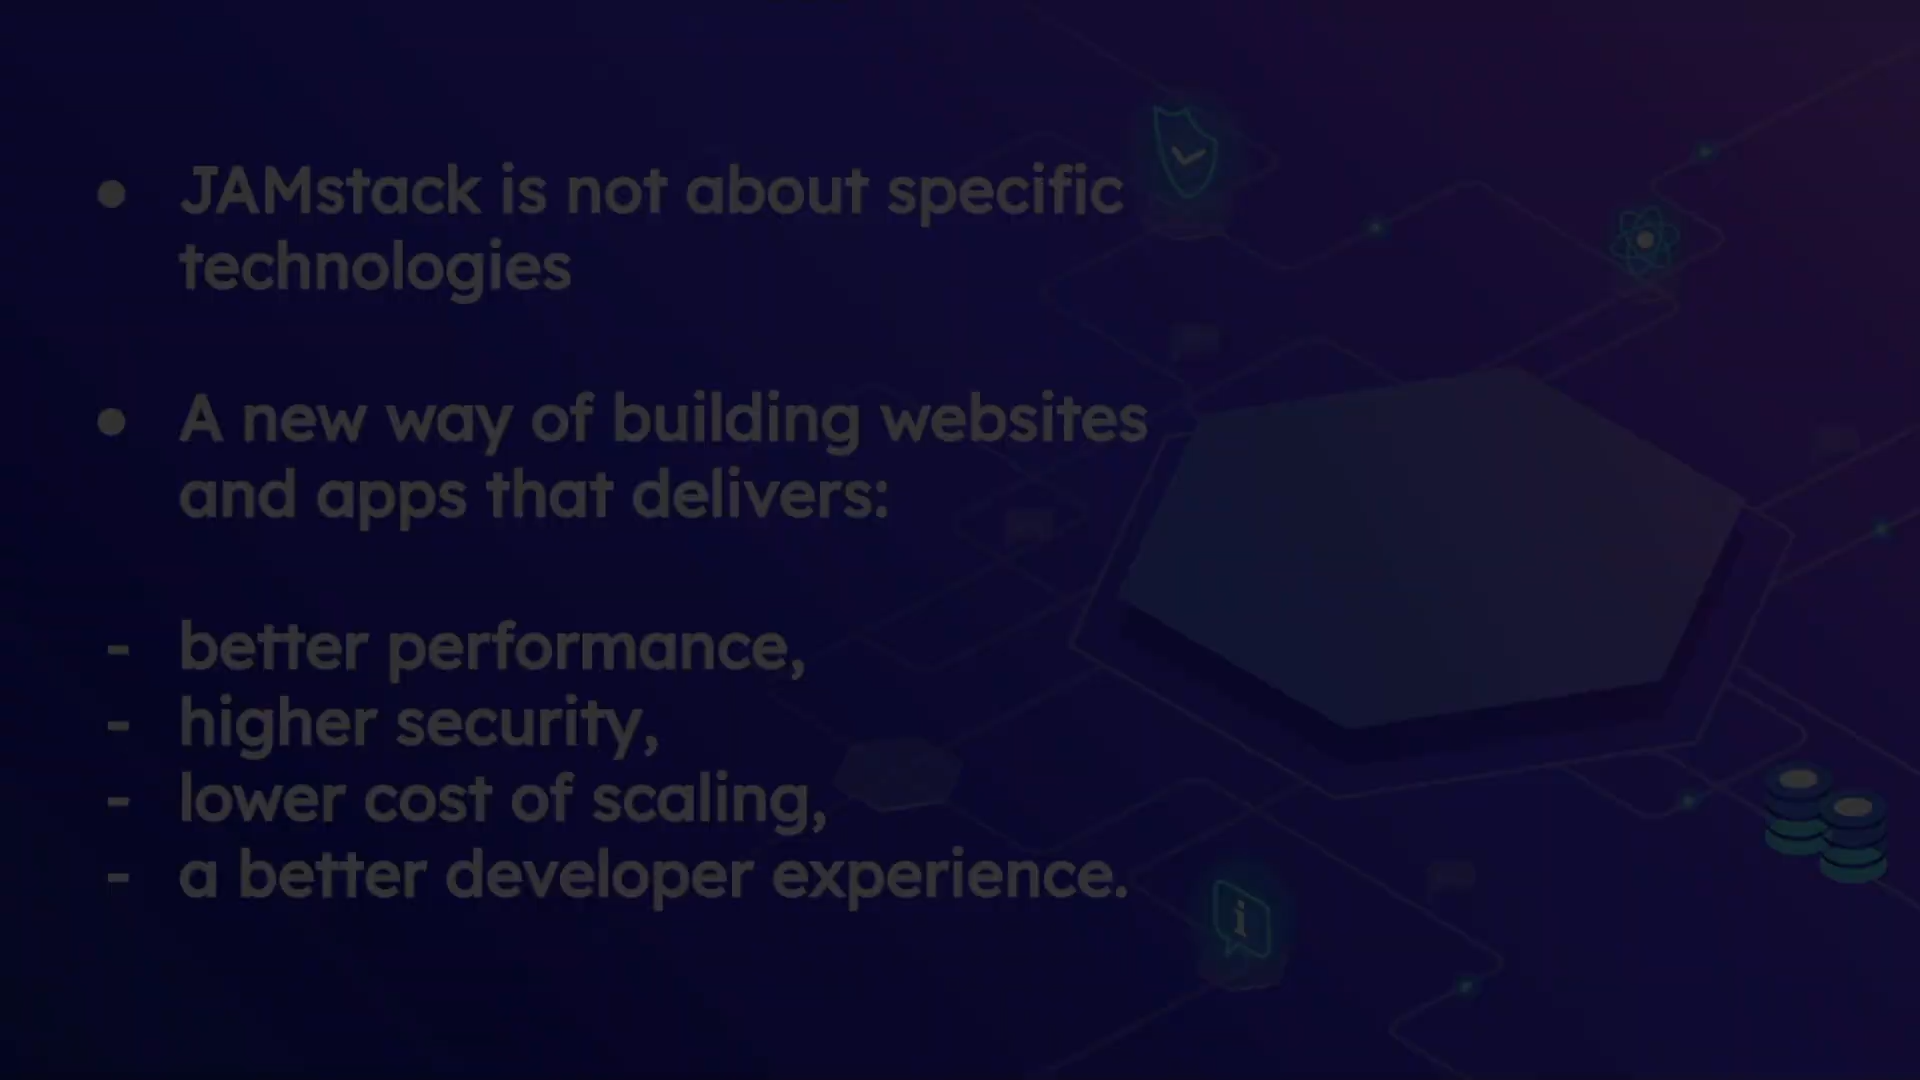 ● JAMstack is not about specific
technologies
● A new way of building websites
and apps that delivers:
- better performance,
- higher security,
- lower cost of scaling,
- a better developer experience.
i